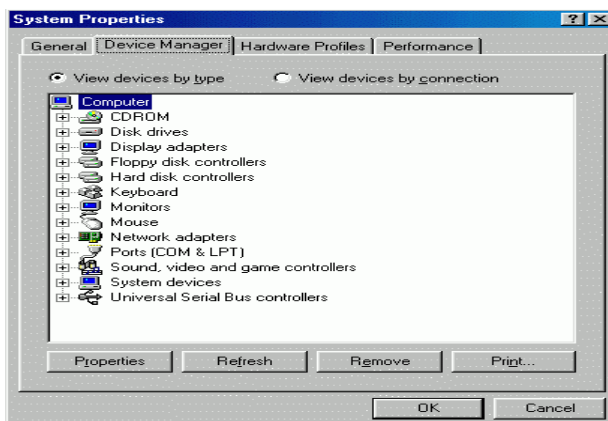 System Properties
General Device Manager Hardware Profiles Performance
View devices by type View devices by connection
Computer
CDROM
Disk drives
Display adapters
Floppy disk controllers
Hard disk controllers
Keyboard
Monitors
Mouse
Network adapters
Ports (COM & LPT)
Sound, video and game controllers
System devices
Universal Serial Bus controllers
Properties Refresh Remove Print...
OK Cancel